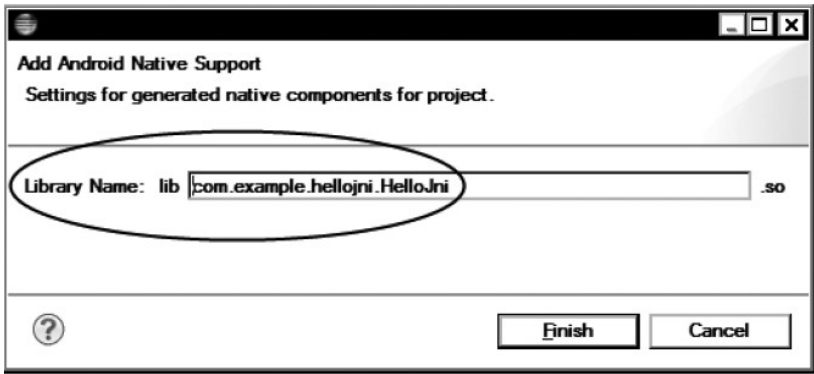 Add Android Native Support
Settings for generated native components for project.
Library Name: lib com.example.hellojni.HelloJni .so
?
Finish
Cancel